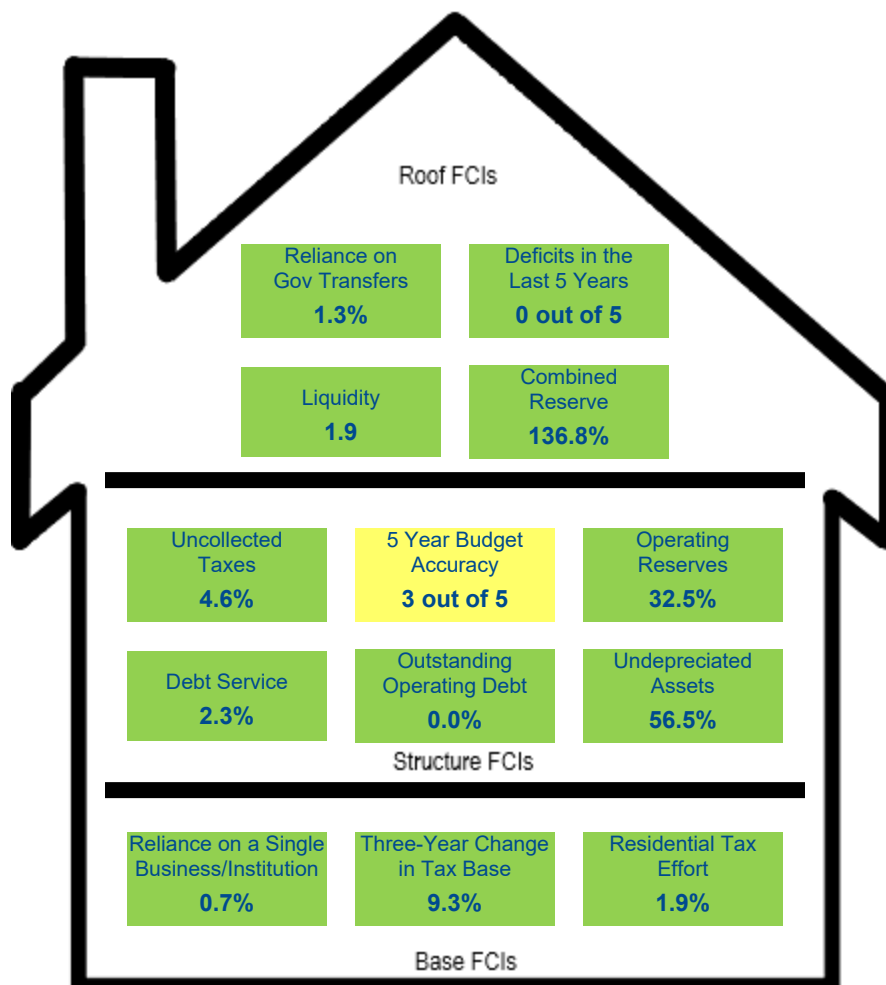 Roof FCIs
Reliance on
Gov Transfers
1.3%
Deficits in the
Last 5 Years
0 out of 5
Liquidity
1.9
Combined
Reserve
136.8%
Uncollected
Taxes
4.6%
5 Year Budget
Accuracy
3 out of 5
Operating
Reserves
32.5%
Debt Service
2.3%
Outstanding
Operating Debt
0.0%
Undepreciated
Assets
56.5%
Structure FCIs
Reliance on a Single
Business/Institution
0.7%
Three-Year Change
in Tax Base
9.3%
Residential Tax
Effort
1.9%
Base FCIs